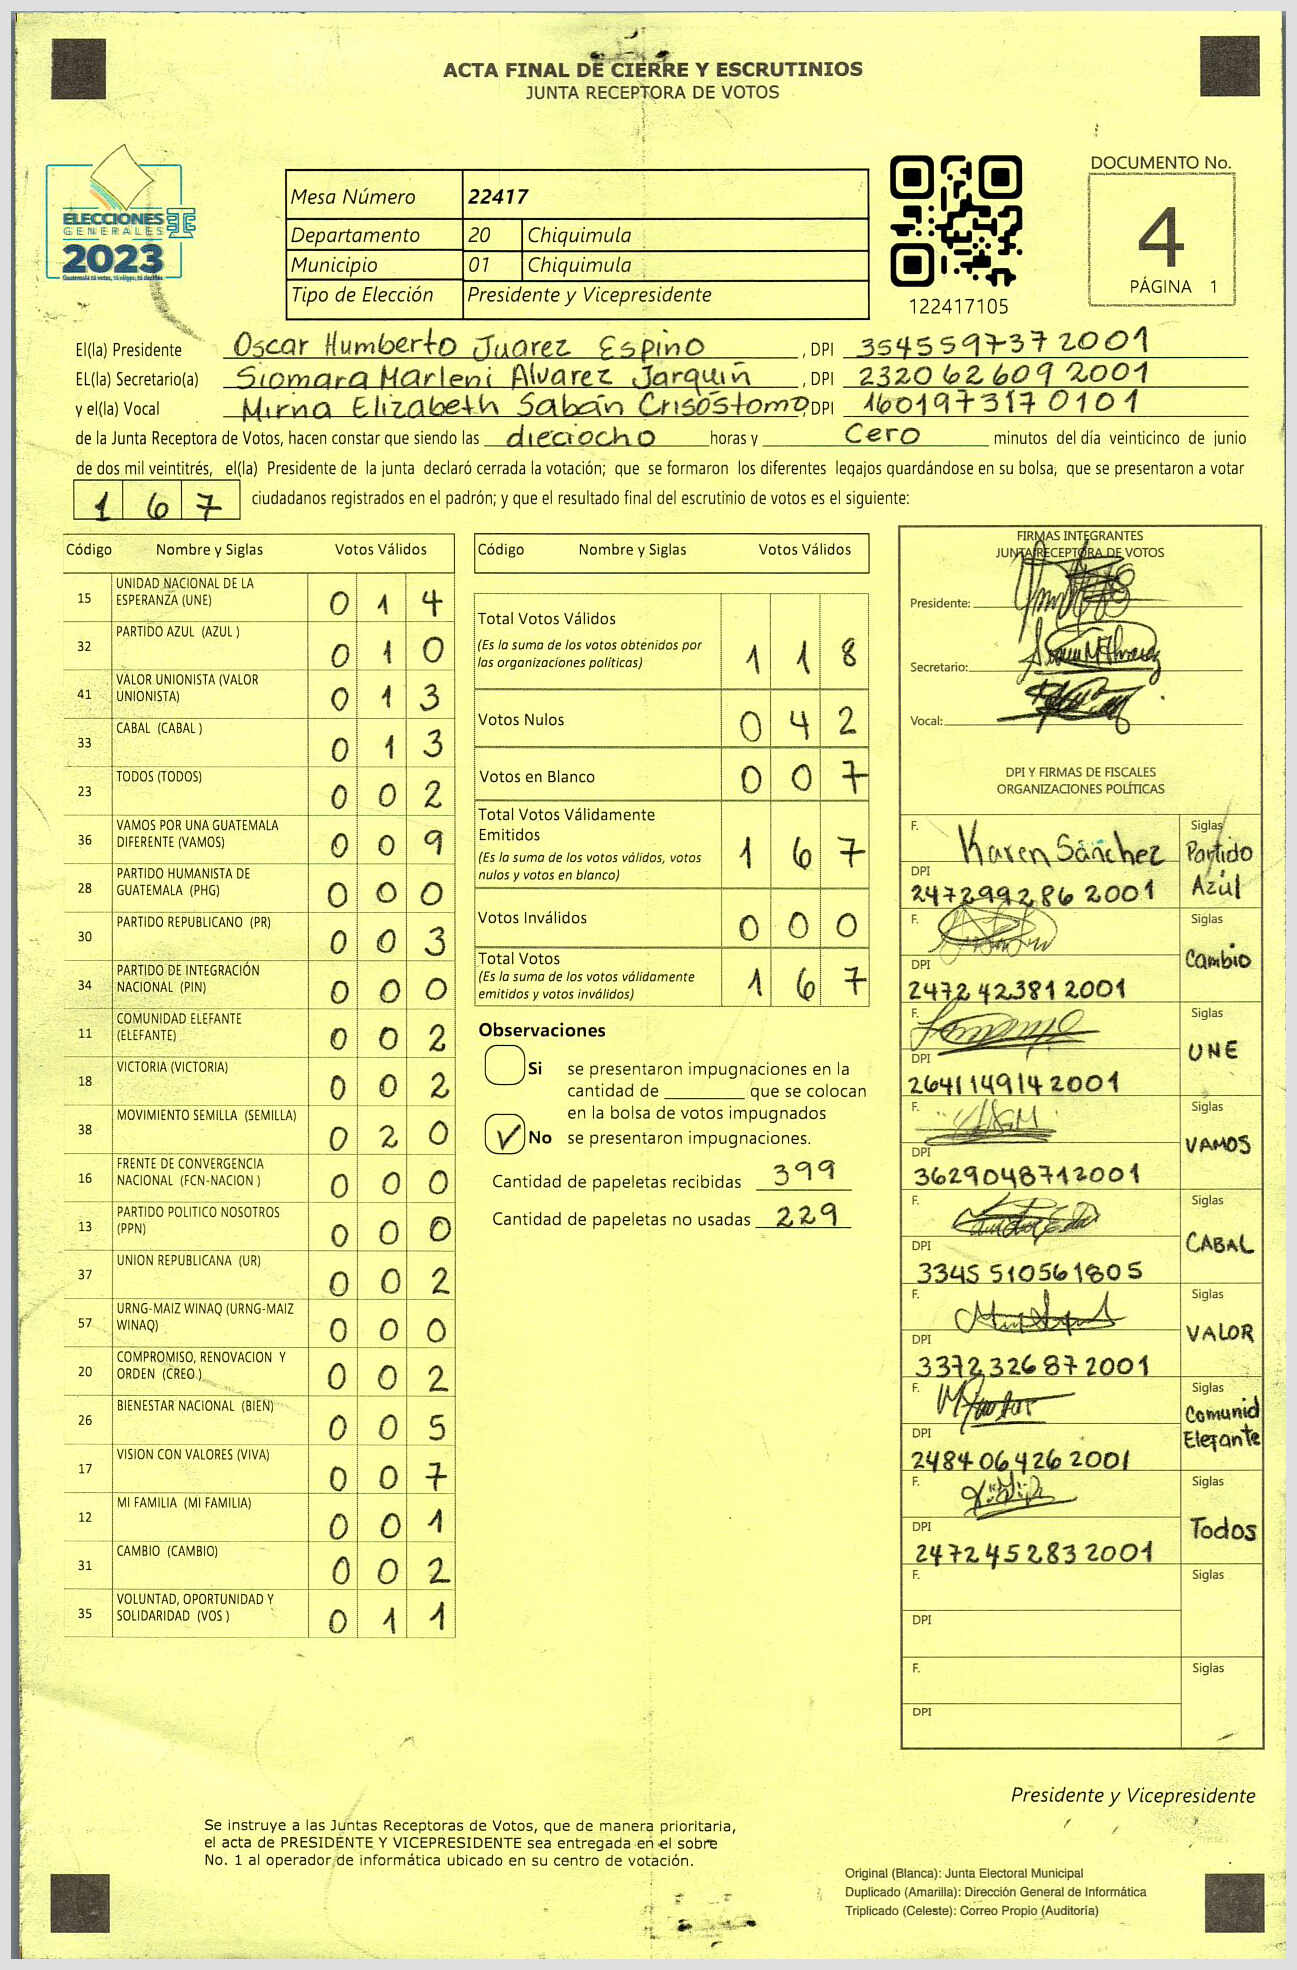 ACTA FINAL DE CIERRE Y ESCRUTINIOS
JUNTA RECEPTORA DE VOTOS
ELECCIONES
GENERALES
2023
Mesa Número 22417
Departamento 20 Chiquimula
Municipio 01 Chiquimula
Tipo de Elección Presidente y Vicepresidente
122417105
DOCUMENTO No.
4
PÁGINA 1
El(la) Presidente Oscar Humberto Juarez Espino, DPI 354559737 2001
EL(la) Secretario(a) Siomara Marleni Alvarez Jarquin, DPI 2320 62609 2001
y el(la) Vocal Mirna Elizabeth Sabán Crisóstomo, DPI 1601973170101
de la Junta Receptora de Votos, hacen constar que siendo las dieciocho horas y Cero minutos del día veinticinco de junio
de dos mil veintitrés, el(la) Presidente de la junta declaró cerrada la votación; que se formaron los diferentes legajos guardándose en su bolsa, que se presentaron a votar
1 6 7 ciudadanos registrados en el padrón; y que el resultado final del escrutinio de votos es el siguiente:
Código Nombre y Siglas Votos Válidos
15 UNIDAD NACIONAL DE LA ESPERANZA (UNE) 0 1 4
32 PARTIDO AZUL (AZUL ) 0 1 0
41 VALOR UNIONISTA (VALOR UNIONISTA) 0 1 3
33 CABAL (CABAL ) 0 1 3
23 TODOS (TODOS) 0 0 2
36 VAMOS POR UNA GUATEMALA DIFERENTE (VAMOS) 0 0 9
28 PARTIDO HUMANISTA DE GUATEMALA (PHG) 0 0 0
30 PARTIDO REPUBLICANO (PR) 0 0 3
34 PARTIDO DE INTEGRACIÓN NACIONAL (PIN) 0 0 0
11 COMUNIDAD ELEFANTE (ELEFANTE) 0 0 2
18 VICTORIA (VICTORIA) 0 0 2
38 MOVIMIENTO SEMILLA (SEMILLA) 0 2 0
16 FRENTE DE CONVERGENCIA NACIONAL (FCN-NACION ) 0 0 0
13 PARTIDO POLITICO NOSOTROS (PPN) 0 0 0
37 UNION REPUBLICANA (UR) 0 0 2
57 URNG-MAIZ WINAQ (URNG-MAIZ WINAQ) 0 0 0
20 COMPROMISO, RENOVACION Y ORDEN (CREO ) 0 0 2
26 BIENESTAR NACIONAL (BIEN) 0 0 5
17 VISION CON VALORES (VIVA) 0 0 7
12 MI FAMILIA (MI FAMILIA) 0 0 1
31 CAMBIO (CAMBIO) 0 0 2
35 VOLUNTAD, OPORTUNIDAD Y SOLIDARIDAD (VOS ) 0 1 1
Código Nombre y Siglas Votos Válidos
Total Votos Válidos 1 1 8
(Es la suma de los votos obtenidos por
las organizaciones políticas)
Votos Nulos 0 4 2
Votos en Blanco 0 0 7
Total Votos Válidamente
Emitidos 1 6 7
(Es la suma de los votos válidos, votos
nulos y votos en blanco)
Votos Inválidos 0 0 0
Total Votos 1 6 7
(Es la suma de los votos válidamente
emitidos y votos inválidos)
Observaciones
Si se presentaron impugnaciones en la
cantidad de ________ que se colocan
en la bolsa de votos impugnados
No se presentaron impugnaciones.
Cantidad de papeletas recibidas 399
Cantidad de papeletas no usadas 229
FIRMAS INTEGRANTES
JUNTA RECEPTORA DE VOTOS
Presidente:
Secretario:
Vocal:
DPI Y FIRMAS DE FISCALES
ORGANIZACIONES POLÍTICAS
F. Karen Sánchez Siglas Partido Azúl
DPI 247299286 2001
F. Siglas Cambio
DPI 2472 42381 2001
F. Siglas UNE
DPI 264114914 2001
F. Siglas VAMOS
DPI 3629048712001
F. Siglas CABAL
DPI 3345 510561805
F. Siglas VALOR
DPI 337232687 2001
F. Siglas Comunid Elefante
DPI 248406426 2001
F. Siglas Todos
DPI 247245283 2001
F. Siglas
DPI
F. Siglas
DPI
Presidente y Vicepresidente
Se instruye a las Juntas Receptoras de Votos, que de manera prioritaria,
el acta de PRESIDENTE Y VICEPRESIDENTE sea entregada en el sobre
No. 1 al operador de informática ubicado en su centro de votación.
Original (Blanca): Junta Electoral Municipal
Duplicado (Amarilla): Dirección General de Informática
Triplicado (Celeste): Correo Propio (Auditoría)